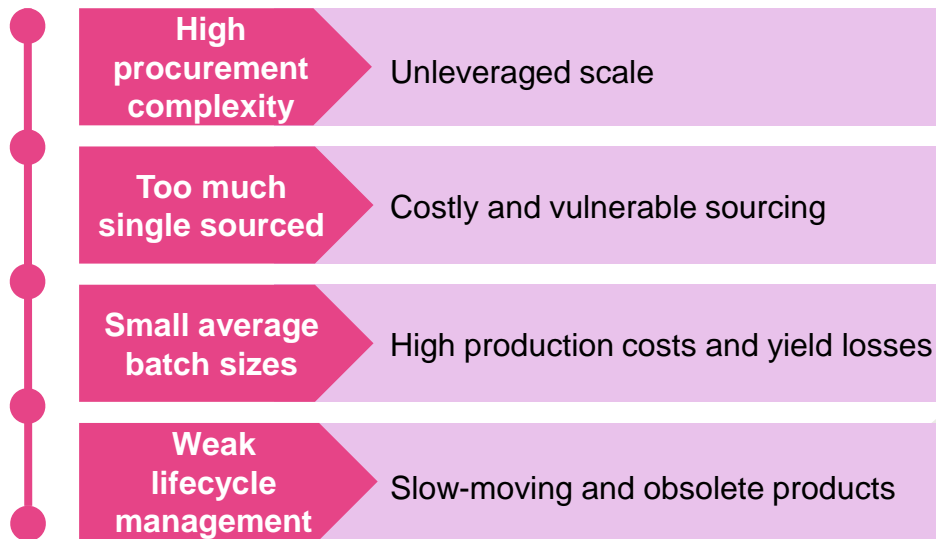 High
procurement
complexity
Unleveraged scale
Too much
single sourced
Costly and vulnerable sourcing
Small average
batch sizes
High production costs and yield losses
Weak
lifecycle
management
Slow-moving and obsolete products